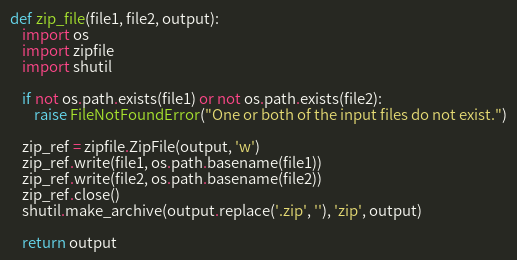 def zip_file(file1, file2, output):
    import os
    import zipfile
    import shutil

    if not os.path.exists(file1) or not os.path.exists(file2):
        raise FileNotFoundError("One or both of the input files do not exist.")

    zip_ref = zipfile.ZipFile(output, 'w')
    zip_ref.write(file1, os.path.basename(file1))
    zip_ref.write(file2, os.path.basename(file2))
    zip_ref.close()
    shutil.make_archive(output.replace('.zip', ''), 'zip', output)

    return output